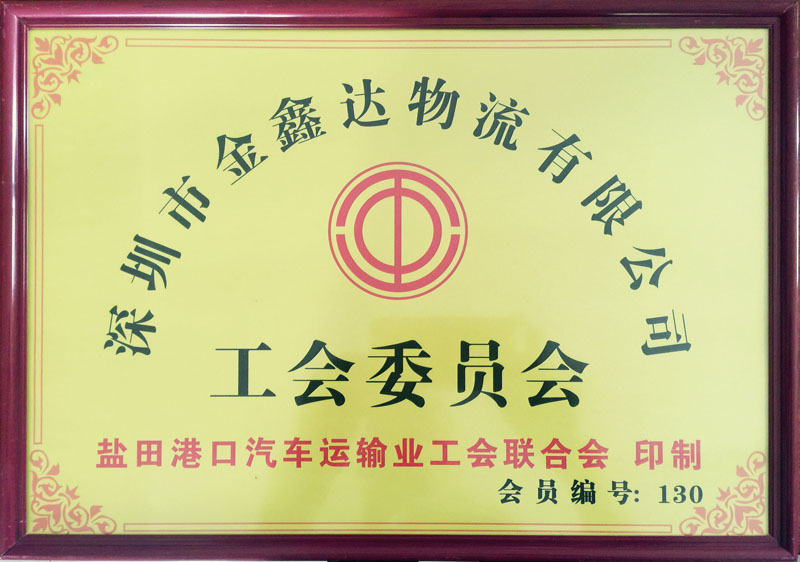 深圳市金鑫达物流有限公司
工会委员会
盐田港口汽车运输业工会联合会 印制
会员编号: 130